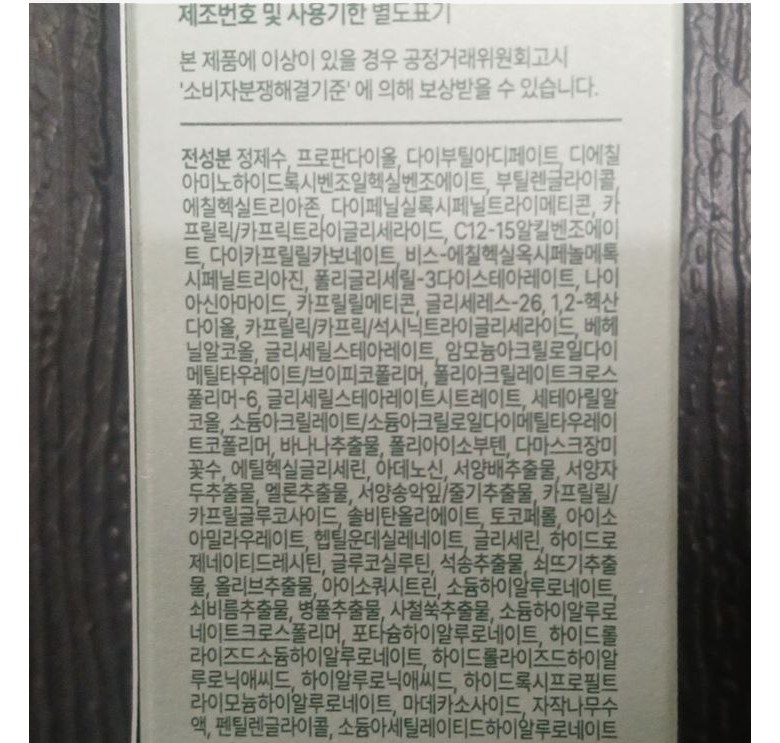 제조번호 및 사용기한 별도표기
본 제품에 이상이 있을 경우 공정거래위원회고시
'소비자분쟁해결기준' 에 의해 보상받을 수 있습니다.
전성분 정제수, 프로판다이올, 다이부틸아디페이트, 디에칠
아미노하이드록시벤조일헥실벤조에이트, 부틸렌글라이콜,
에칠헥실트리아존, 다이페닐실록시페닐트라이메티콘, 카
프릴릭/카프릭트라이글리세라이드, C12-15알킬벤조에이
트, 다이카프릴릴카보네이트, 비스-에칠헥실옥시페놀메톡
시페닐트리아진, 폴리글리세릴-3다이스테아레이트, 나이
아신아마이드, 카프릴릴메티콘, 글리세레스-26, 1,2-헥산
다이올, 카프릴릭/카프릭/석시닉트라이글리세라이드, 베헤
닐알코올, 글리세릴스테아레이트, 암모늄아크릴로일다이
메틸타우레이트/브이피코폴리머, 폴리아크릴레이트크로스
폴리머-6, 글리세릴스테아레이트시트레이트, 세테아릴알
코올, 소듐아크릴레이트/소듐아크릴로일다이메틸타우레이
트코폴리머, 바나나추출물, 폴리아이소부텐, 다마스크장미
꽃수, 에틸헥실글리세린, 아데노신, 서양배추출물, 서양자
두추출물, 멜론추출물, 서양송악잎/줄기추출물, 카프릴릴/
카프릴글루코사이드, 솔비탄올리에이트, 토코페롤, 아이소
아밀라우레이트, 헵틸운데실레네이트, 글리세린, 하이드로
제네이티드레시틴, 글루코실루틴, 석송추출물, 쇠뜨기추출
물, 올리브추출물, 아이소쿼시트린, 소듐하이알루로네이트,
쇠비름추출물, 병풀추출물, 사철쑥추출물, 소듐하이알루로
네이트크로스폴리머, 포타슘하이알루로네이트, 하이드롤
라이즈드소듐하이알루로네이트, 하이드롤라이즈드하이알
루로닉애씨드, 하이알루로닉애씨드, 하이드록시프로필트
라이모늄하이알루로네이트, 마데카소사이드, 자작나무수
액, 펜틸렌글라이콜, 소듐아세틸레이티드하이알루로네이트